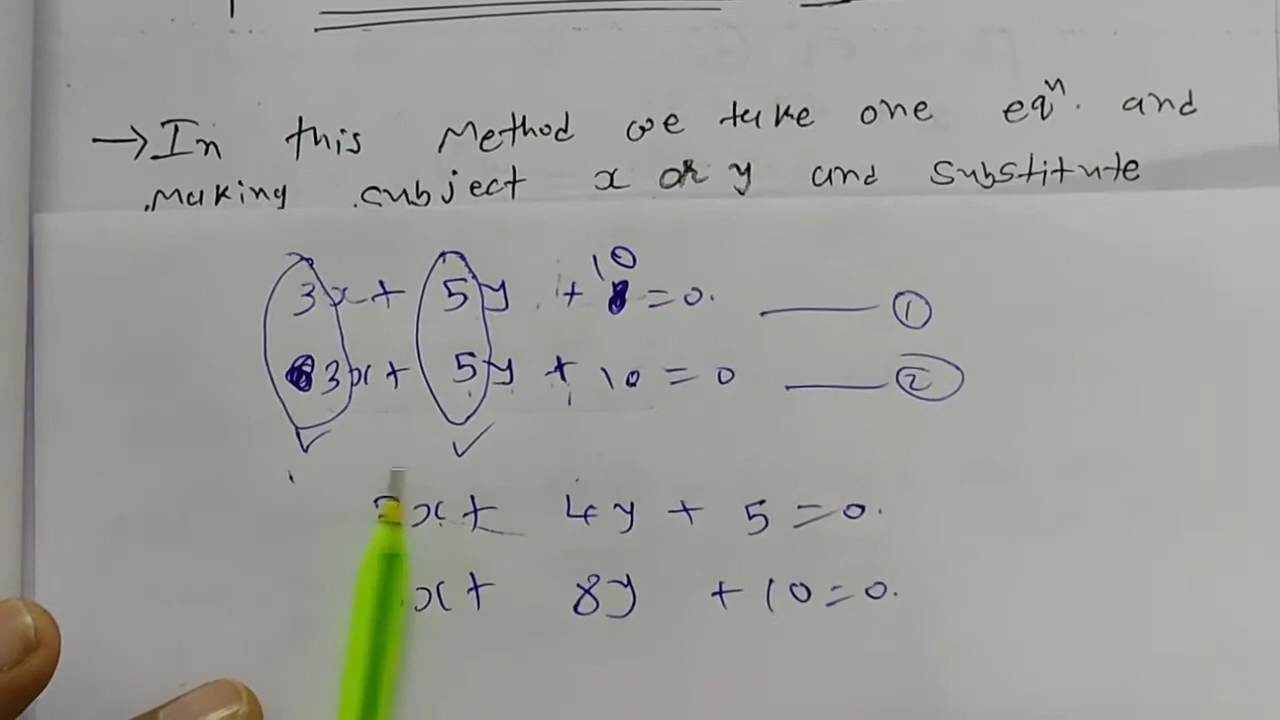 → In this Method we take one eqⁿ. and
making subject x or y and substitute
3x + 5y + 10 = 0. —— ①
3x + 5y + 10 = 0 —— ②
x + 4y + 5 = 0.
x + 8y + 10 = 0.